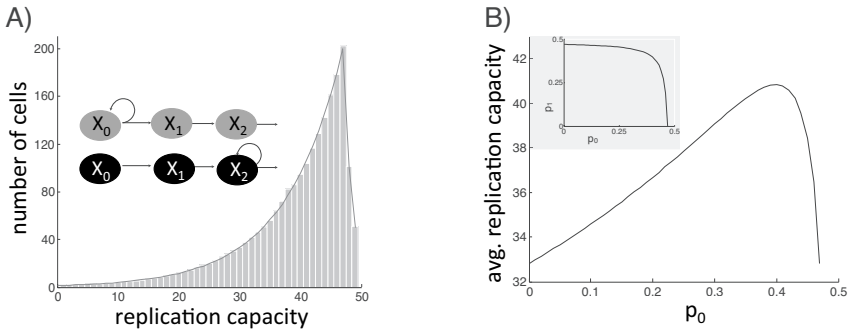 A)
number of cells
200
160
120
80
40
0
X0 X1 X2
X0 X1 X2
0 10 20 30 40 50
replication capacity
B)
avg. replication capacity
42
40
38
36
34
32
0.5
0.25
0
p1
0 0.25 0.5
p0
0 0.1 0.2 0.3 0.4 0.5
p0